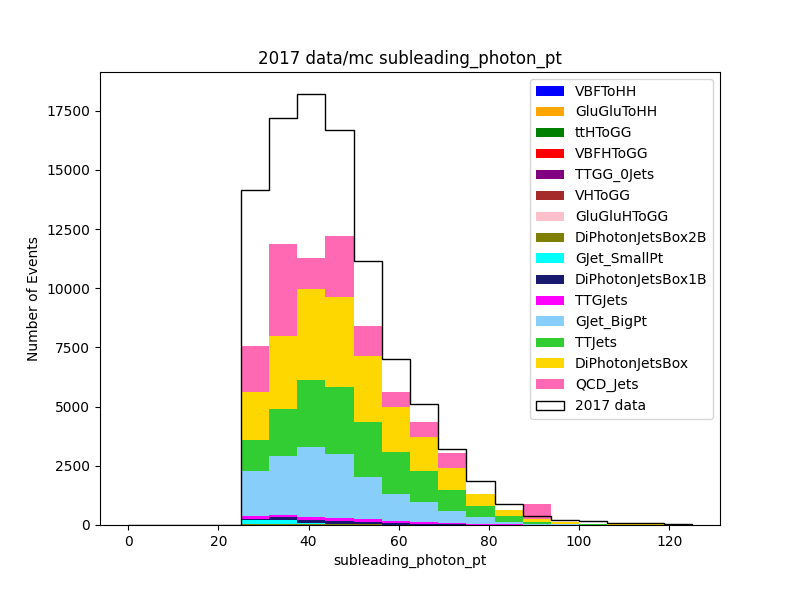 2017 data/mc subleading_photon_pt
Number of Events
17500
15000
12500
10000
7500
5000
2500
0
0
20
40
60
80
100
120
subleading_photon_pt
VBFToHH
GluGluToHH
ttHToGG
VBFHToGG
TTGG_0Jets
VHToGG
GluGluHToGG
DiPhotonJetsBox2B
GJet_SmallPt
DiPhotonJetsBox1B
TTGJets
GJet_BigPt
TTJets
DiPhotonJetsBox
QCD_Jets
2017 data